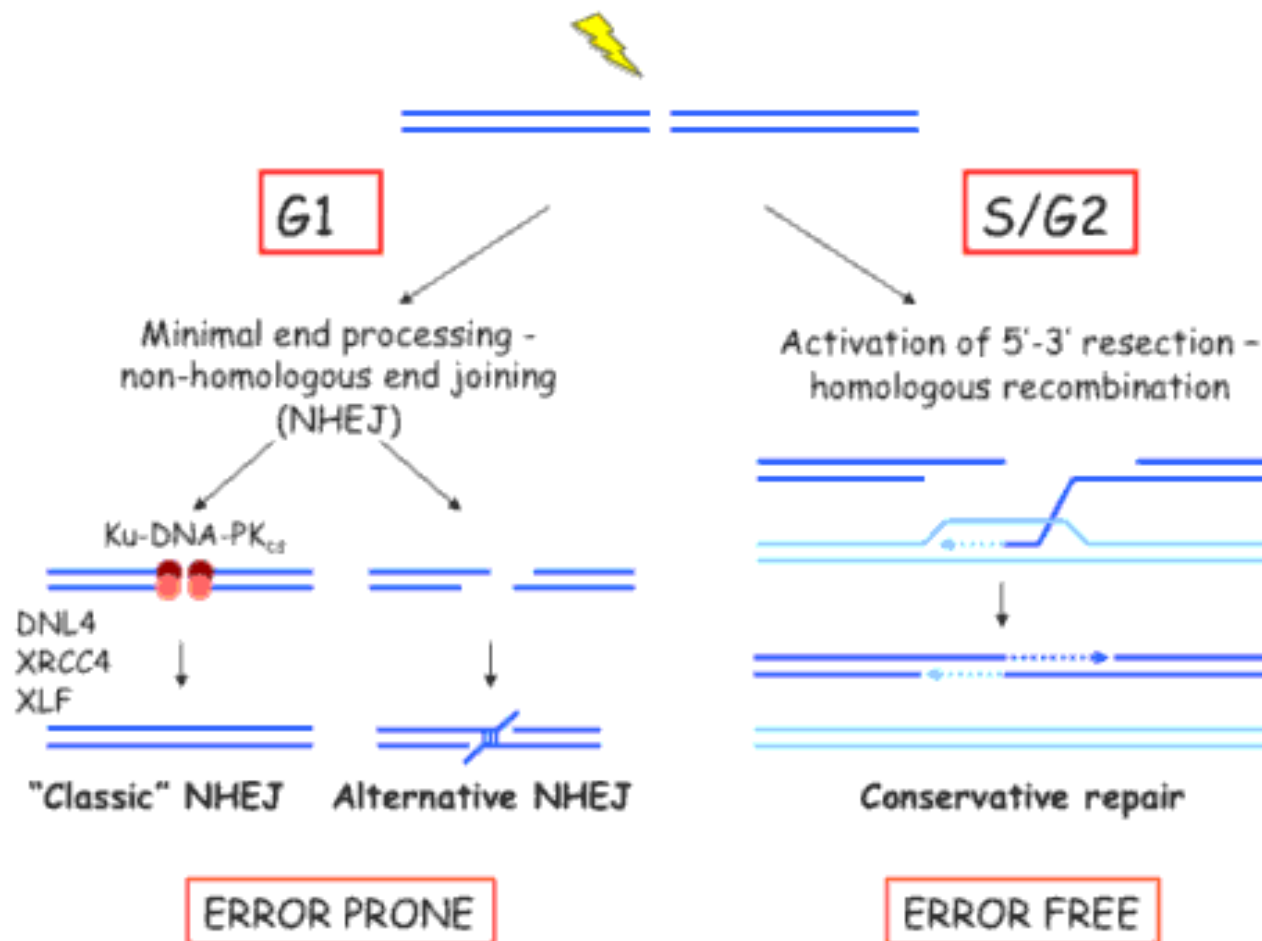 G1
S/G2
Minimal end processing -
non-homologous end joining
(NHEJ)
Activation of 5'-3' resection –
homologous recombination
Ku-DNA-PKcs
DNL4
XRCC4
XLF
"Classic" NHEJ
Alternative NHEJ
Conservative repair
ERROR PRONE
ERROR FREE